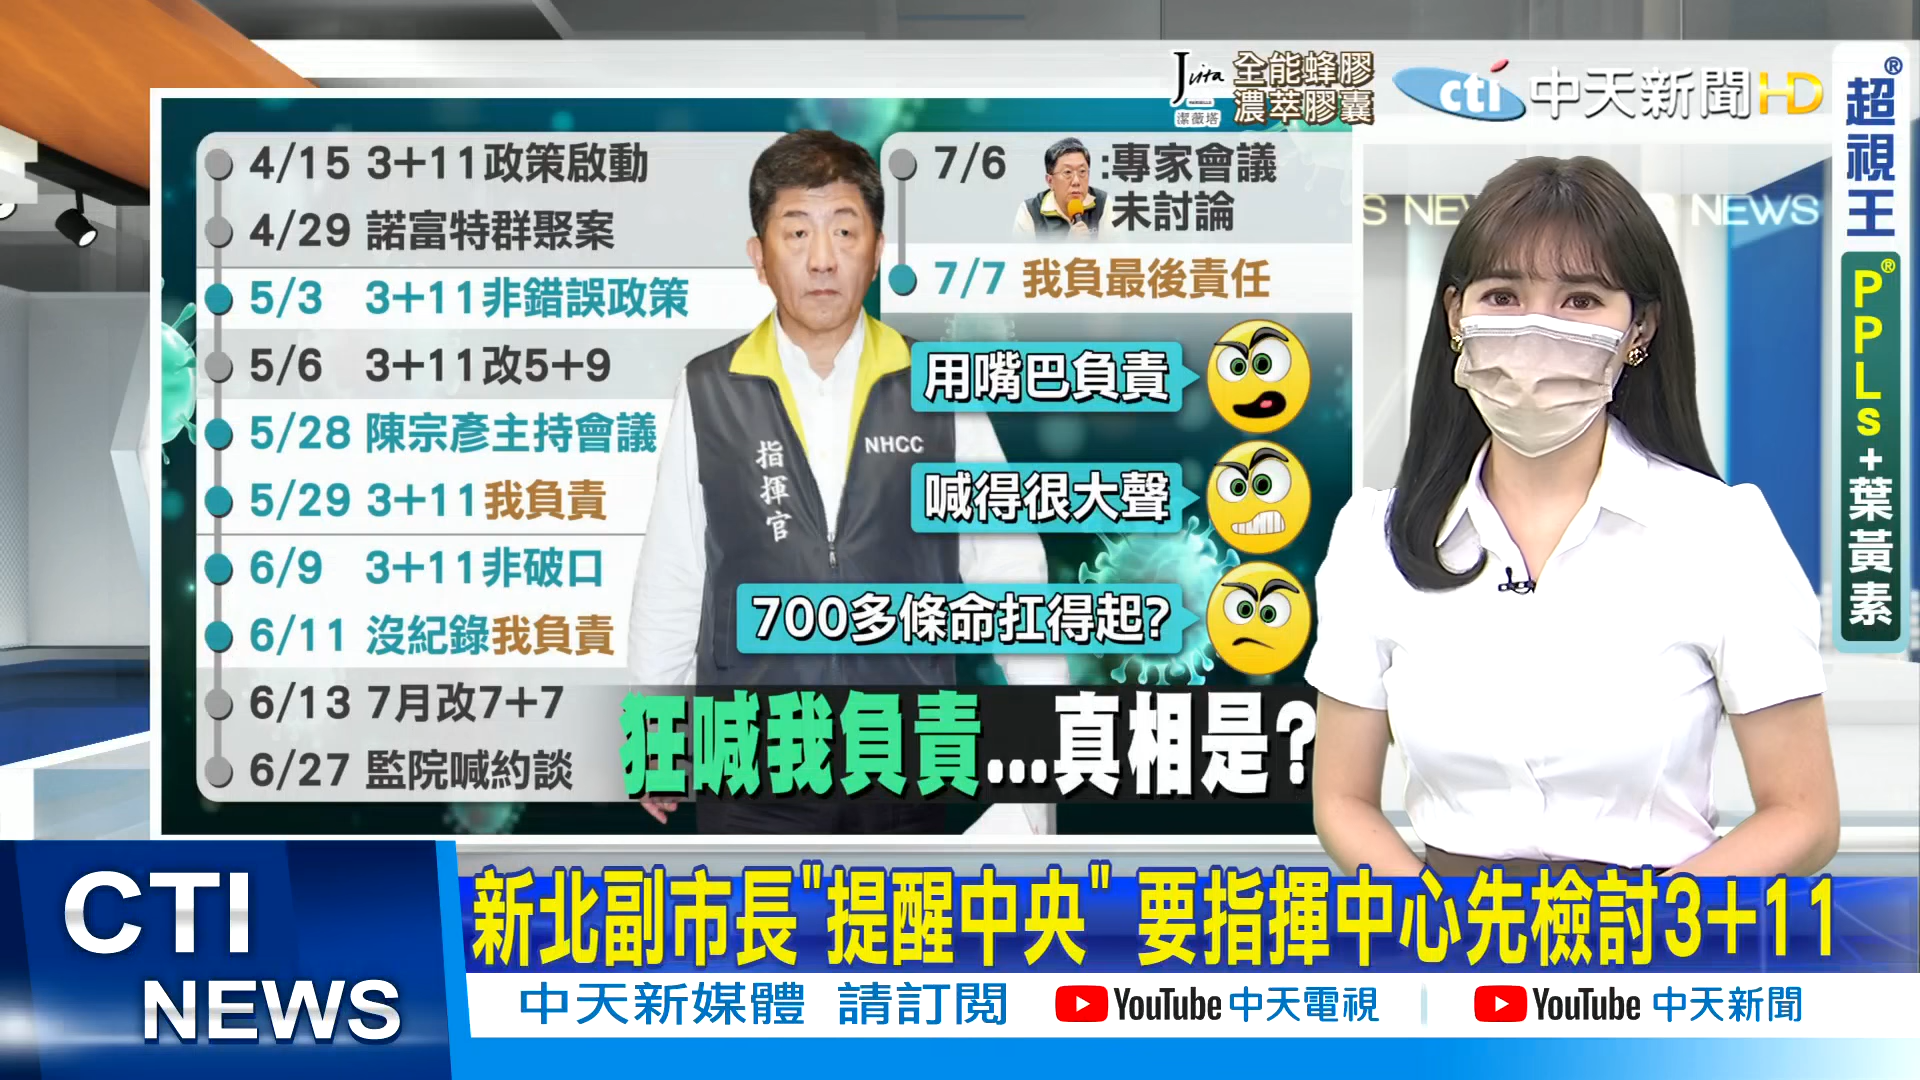 Jvita
潔薇塔
全能蜂膠
濃萃膠囊
cti 中天新聞HD
超視王®
PPLs®+葉黃素
4/15 3+11政策啟動
4/29 諾富特群聚案
5/3 3+11非錯誤政策
5/6 3+11改5+9
5/28 陳宗彥主持會議
5/29 3+11我負責
6/9 3+11非破口
6/11 沒紀錄我負責
6/13 7月改7+7
6/27 監院喊約談
7/6 :專家會議
未討論
7/7 我負最後責任
指揮官
NHCC
用嘴巴負責
喊得很大聲
700多條命扛得起?
狂喊我負責...真相是?
S NEW
NEWS
CTI
NEWS
新北副市長"提醒中央" 要指揮中心先檢討3+11
中天新媒體 請訂閱 YouTube 中天電視 YouTube 中天新聞